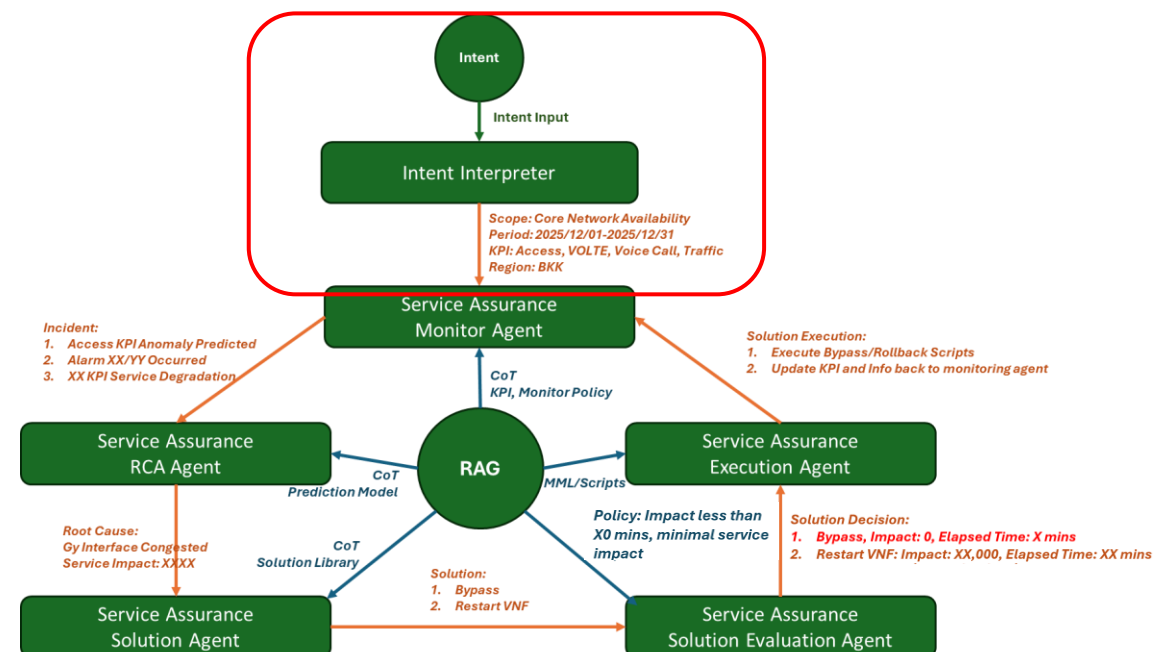 Intent
Intent Input
Intent Interpreter
Scope: Core Network Availability
Period: 2025/12/01-2025/12/31
KPI: Access, VOLTE, Voice Call, Traffic
Region: BKK
Service Assurance
Monitor Agent
Incident:
1. Access KPI Anomaly Predicted
2. Alarm XX/YY Occurred
3. XX KPI Service Degradation
Solution Execution:
1. Execute Bypass/Rollback Scripts
2. Update KPI and Info back to monitoring agent
CoT
KPI, Monitor Policy
Service Assurance
RCA Agent
RAG
Service Assurance
Execution Agent
CoT
Prediction Model
MML/Scripts
Root Cause:
Gy Interface Congested
Service Impact: XXXX
CoT
Solution Library
Policy: Impact less than
X0 mins, minimal service
impact
Solution Decision:
1. Bypass, Impact: 0, Elapsed Time: X mins
2. Restart VNF: Impact: XX,000, Elapsed Time: XX mins
Solution:
1. Bypass
2. Restart VNF
Service Assurance
Solution Agent
Service Assurance
Solution Evaluation Agent